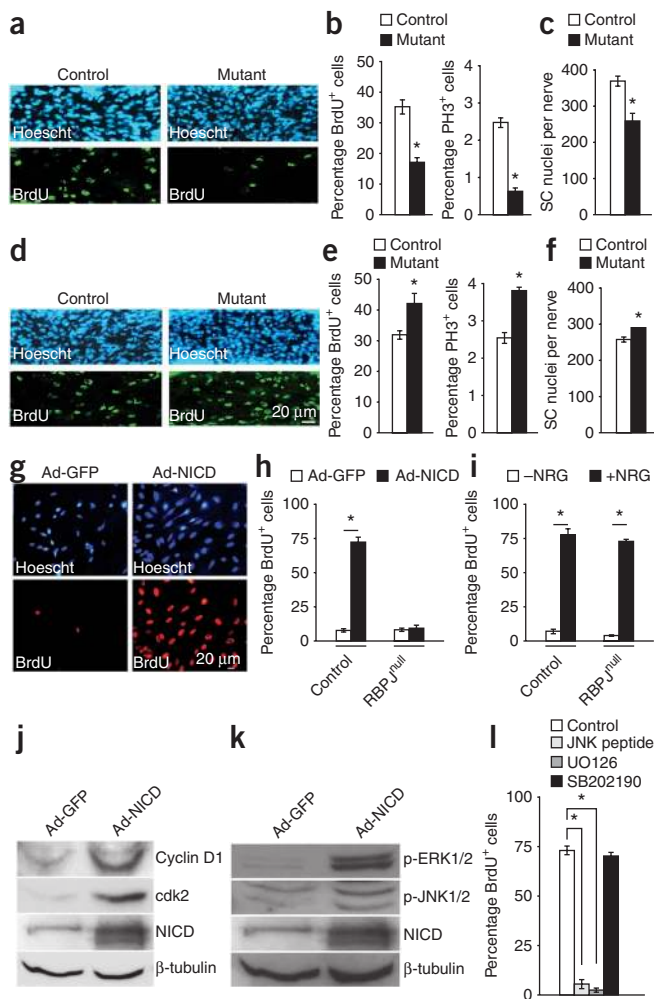 a
Control Mutant
Hoescht Hoescht
BrdU BrdU
b
Control
Mutant
Percentage BrdU+ cells
50
40
30
20
10
0
*
Percentage PH3+ cells
4
3
2
1
0
*
c
Control
Mutant
SC nuclei per nerve
400
300
200
100
0
*
d
Control Mutant
Hoescht Hoescht
BrdU BrdU
20 µm
e
Control
Mutant
Percentage BrdU+ cells
50
40
30
20
10
0
*
Percentage PH3+ cells
4
3
2
1
0
*
f
Control
Mutant
SC nuclei per nerve
400
300
200
100
0
*
g
Ad-GFP Ad-NICD
Hoescht Hoescht
BrdU BrdU
20 µm
h
Ad-GFP Ad-NICD
Percentage BrdU+ cells
100
75
50
25
0
*
Control
RBPJnull
i
–NRG +NRG
Percentage BrdU+ cells
100
75
50
25
0
* *
Control
RBPJnull
j
Ad-GFP
Ad-NICD
Cyclin D1
cdk2
NICD
β-tubulin
k
Ad-GFP
Ad-NICD
p-ERK1/2
p-JNK1/2
NICD
β-tubulin
l
Control
JNK peptide
UO126
SB202190
Percentage BrdU+ cells
100
75
50
25
0
*
*